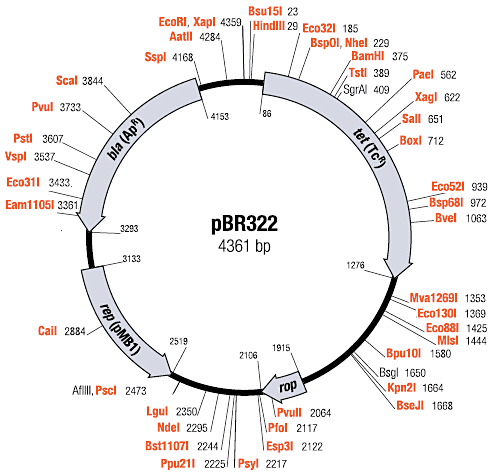 EcoRI, XapI 4359
AatII 4284
SspI 4168
Bsu15I 23
HindIII 29
Eco32I 185
BspOI, NheI 229
BamHI 375
TstI 389
SgrAI 409
PaeI 562
XagI 622
SalI 651
BoxI 712
Eco52I 939
Bsp68I 972
BveI 1063
Mva1269I 1353
Eco130I 1369
Eco88I 1425
MlsI 1444
Bpu10I 1580
BsgI 1650
Kpn2I 1664
BseJI 1668
PvuII 2064
PfoI 2117
Esp3I 2122
PsyI 2217
Ppu21I 2225
Bst1107I 2244
NdeI 2295
LguI 2350
AflIII, PscI 2473
CaiI 2884
Eam1105I 3361
Eco31I 3433
VspI 3537
PstI 3607
PvuI 3733
ScaI 3844
4153
86
bla (ApR)
tet (TcR)
pBR322
4361 bp
3293
3133
1276
rep (pMB1)
2519
2106
1915
rop